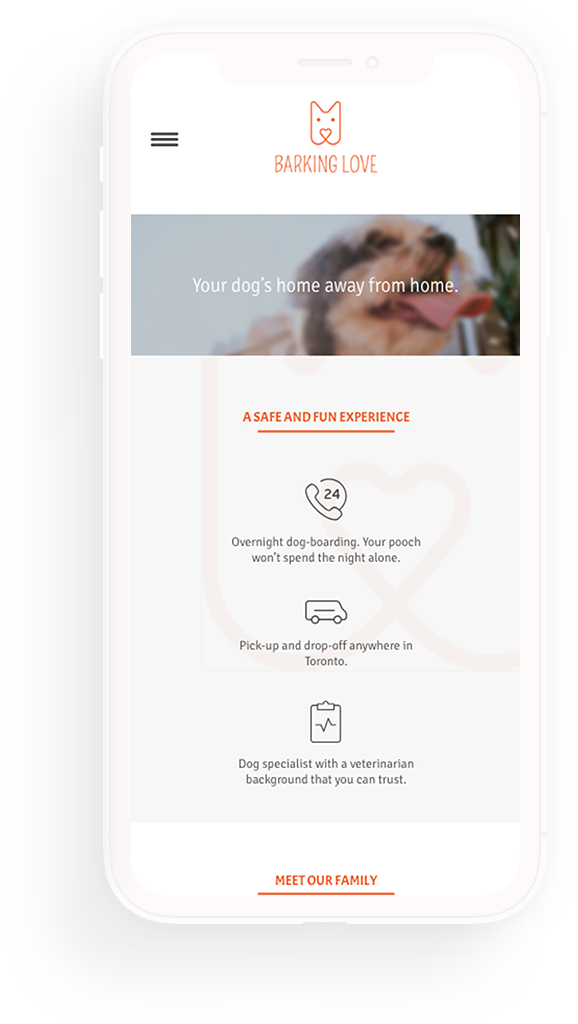 BARKING LOVE
Your dog's home away from home.
A SAFE AND FUN EXPERIENCE
24
Overnight dog-boarding. Your pooch
won't spend the night alone.
Pick-up and drop-off anywhere in
Toronto.
Dog specialist with a veterinarian
background that you can trust.
MEET OUR FAMILY